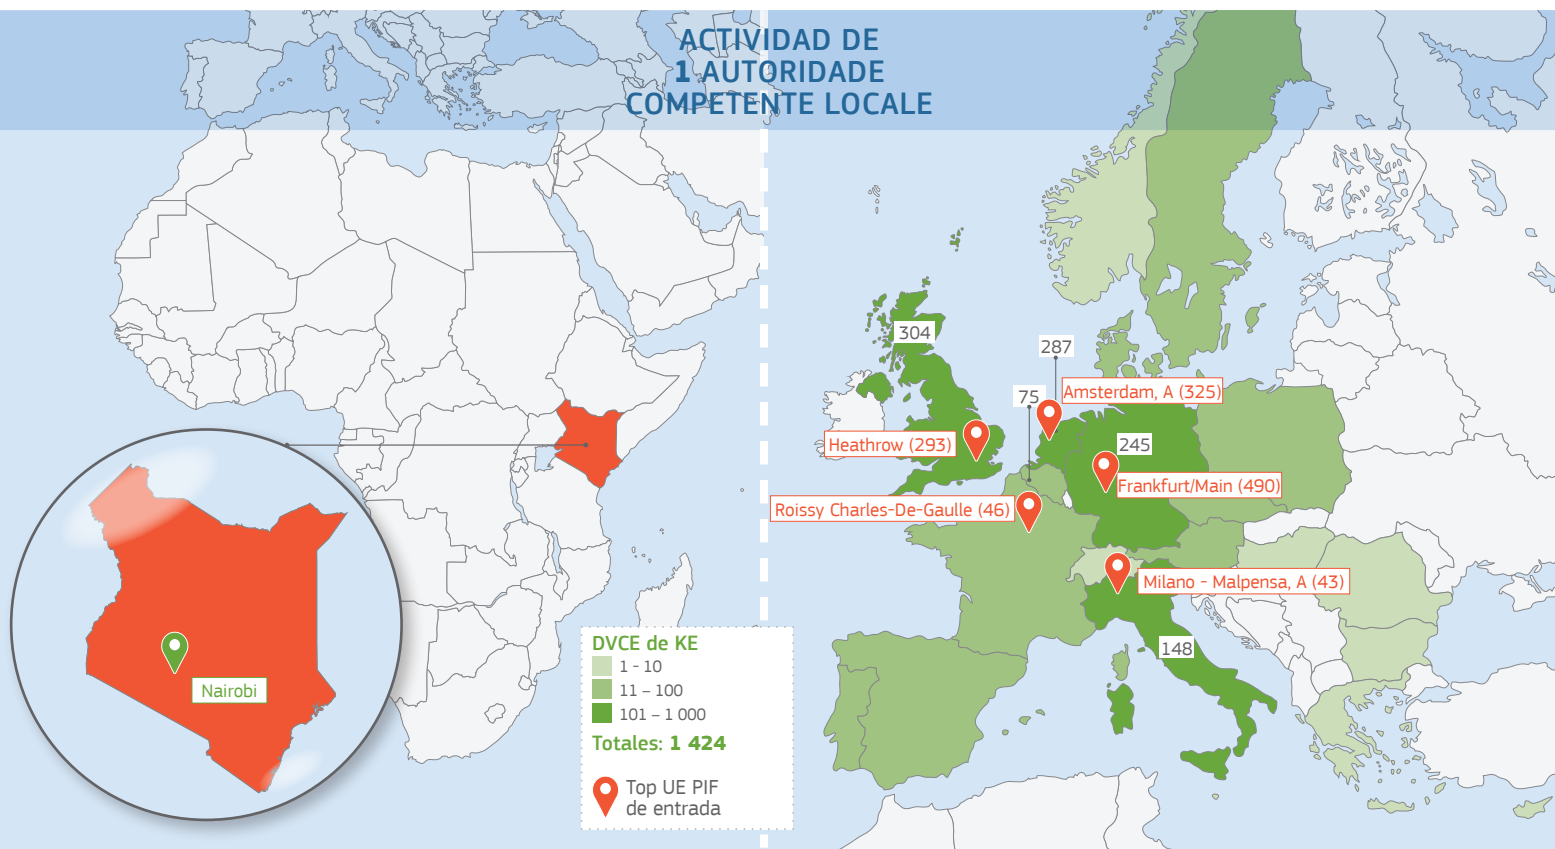 ACTIVIDAD DE
1 AUTORIDADE
COMPETENTE LOCALE
304
287
75
Amsterdam, A (325)
Heathrow (293)
245
Frankfurt/Main (490)
Roissy Charles-De-Gaulle (46)
Milano - Malpensa, A (43)
148
Nairobi
DVCE de KE
1 - 10
11 – 100
101 – 1 000
Totales: 1 424
Top UE PIF
de entrada